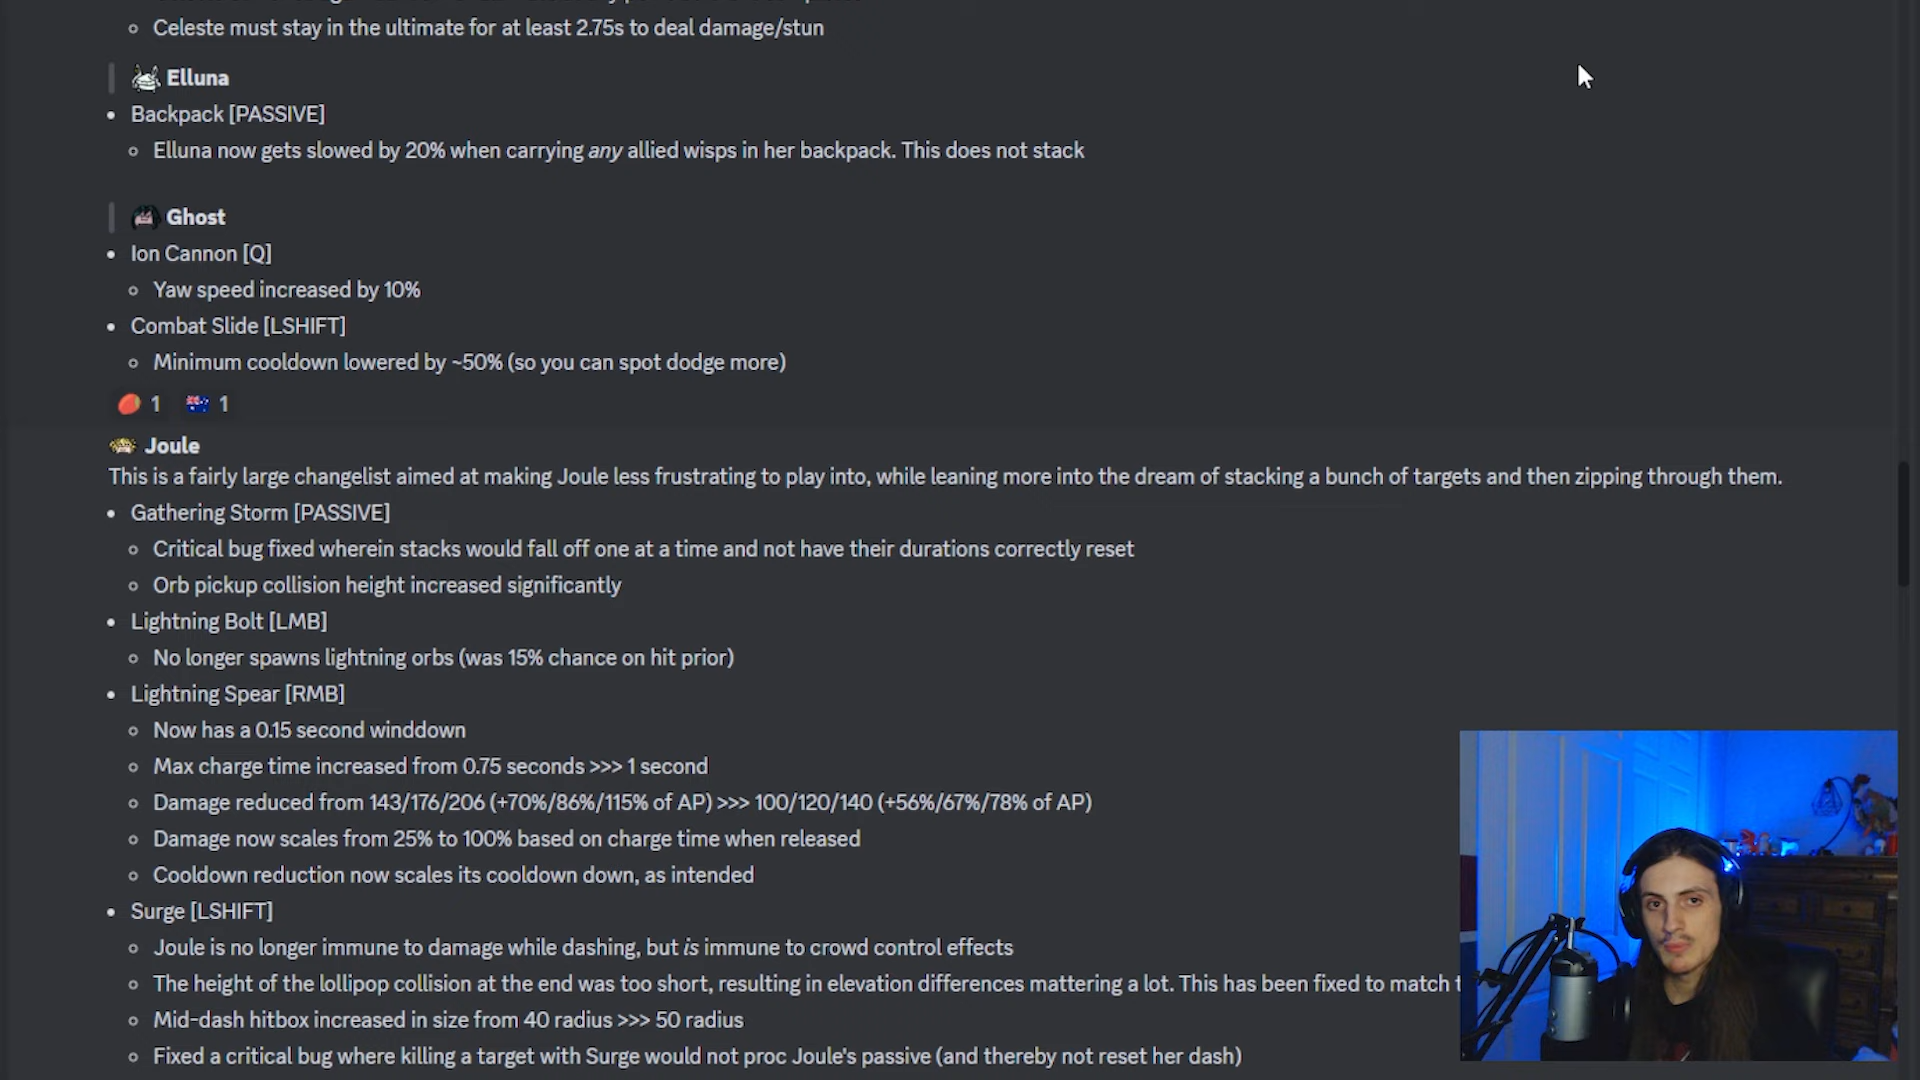 Celeste must stay in the ultimate for at least 2.75s to deal damage/stun
Elluna
Backpack [PASSIVE]
Elluna now gets slowed by 20% when carrying any allied wisps in her backpack. This does not stack
Ghost
Ion Cannon [Q]
Yaw speed increased by 10%
Combat Slide [LSHIFT]
Minimum cooldown lowered by ~50% (so you can spot dodge more)
1 1
Joule
This is a fairly large changelist aimed at making Joule less frustrating to play into, while leaning more into the dream of stacking a bunch of targets and then zipping through them.
Gathering Storm [PASSIVE]
Critical bug fixed wherein stacks would fall off one at a time and not have their durations correctly reset
Orb pickup collision height increased significantly
Lightning Bolt [LMB]
No longer spawns lightning orbs (was 15% chance on hit prior)
Lightning Spear [RMB]
Now has a 0.15 second winddown
Max charge time increased from 0.75 seconds >>> 1 second
Damage reduced from 143/176/206 (+70%/86%/115% of AP) >>> 100/120/140 (+56%/67%/78% of AP)
Damage now scales from 25% to 100% based on charge time when released
Cooldown reduction now scales its cooldown down, as intended
Surge [LSHIFT]
Joule is no longer immune to damage while dashing, but is immune to crowd control effects
The height of the lollipop collision at the end was too short, resulting in elevation differences mattering a lot. This has been fixed to match
Mid-dash hitbox increased in size from 40 radius >>> 50 radius
Fixed a critical bug where killing a target with Surge would not proc Joule's passive (and thereby not reset her dash)